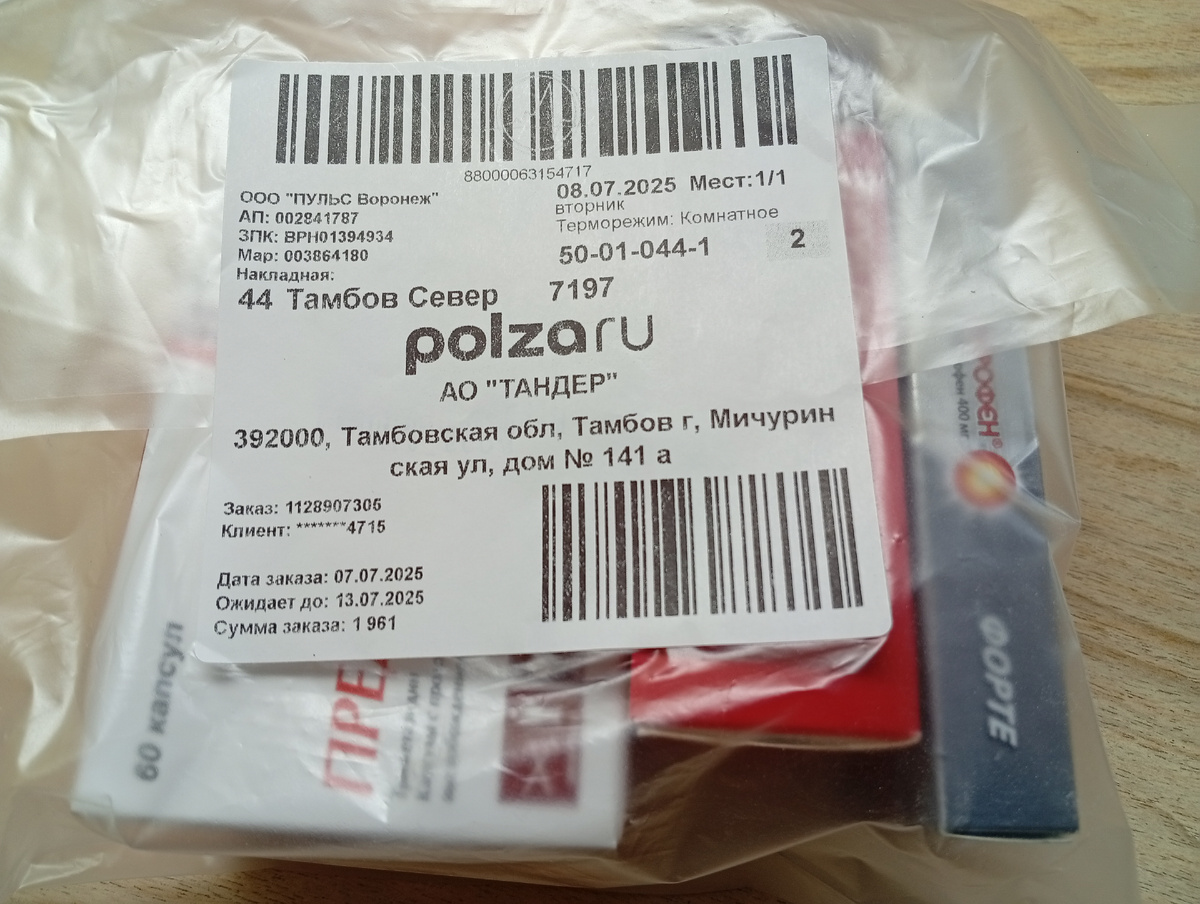 88000063154717
ООО "ПУЛЬС Воронеж"
АП: 002841787
ЗПК: ВРН01394934
Мар: 003864180
Накладная:
08.07.2025 Мест:1/1
вторник
Терморежим: Комнатное
50-01-044-1 2
44 Тамбов Север 7197
polzaru
АО "ТАНДЕР"
392000, Тамбовская обл, Тамбов г, Мичурин
ская ул, дом № 141 а
Заказ: 1128907305
Клиент: *******4715
Дата заказа: 07.07.2025
Ожидает до: 13.07.2025
Сумма заказа: 1 961
60 капсул
400 мг
ФОРТЕ